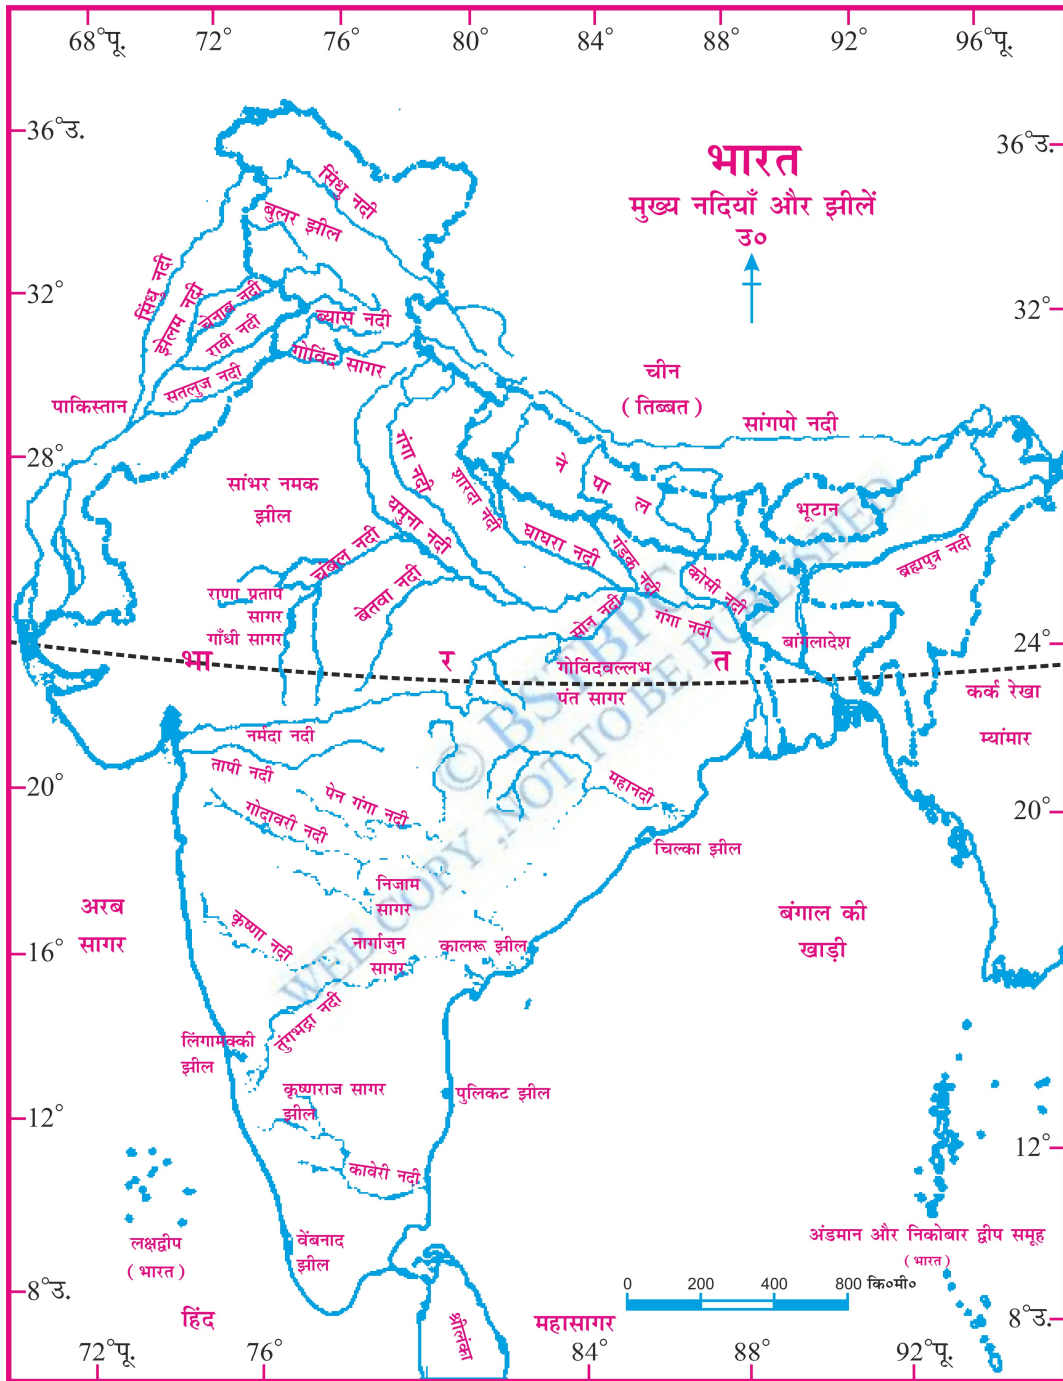 68°पू. 72° 76° 80° 84° 88° 92° 96°पू.
36°उ. 36°उ.
भारत
मुख्य नदियाँ और झीलें
उ०
सिंधु नदी
बुलर झील
सिंधु नदी
32° 32°
झेलम नदी
चेनाब नदी
रावी नदी
ब्यास नदी
गोविंद सागर
सतलुज नदी
पाकिस्तान
चीन
(तिब्बत)
सांगपो नदी
28° 28°
सांभर नमक
झील
गंगा नदी
यमुना नदी
शारदा नदी
नेपाल
भूटान
घाघरा नदी
गंडक नदी
कोसी नदी
ब्रह्मपुत्र नदी
चंबल नदी
बेतवा नदी
राणा प्रताप
सागर
गाँधी सागर
सोन नदी
गंगा नदी
बांगलादेश
24°
भा र त
गोविंदवल्लभ
पंत सागर
कर्क रेखा
म्यांमार
नर्मदा नदी
तापी नदी
20° 20°
गोदावरी नदी
पेन गंगा नदी
महानदी
चिल्का झील
निजाम
सागर
अरब
सागर
बंगाल की
खाड़ी
16°
कृष्णा नदी
नार्गाजुन
सागर
कालरू झील
तुंगभद्रा नदी
लिंगामक्की
झील
कृष्णराज सागर
झील
पुलिकट झील
12° 12°
कावेरी नदी
वेंबनाद
झील
लक्षद्वीप
(भारत)
अंडमान और निकोबार द्वीप समूह
(भारत)
0 200 400 800 कि०मी०
8°उ. 8°उ.
हिंद महासागर
श्रीलंका
72°पू. 76° 84° 88° 92°पू.
© BSTBPC
WEB COPY, NOT TO BE PUBLISHED